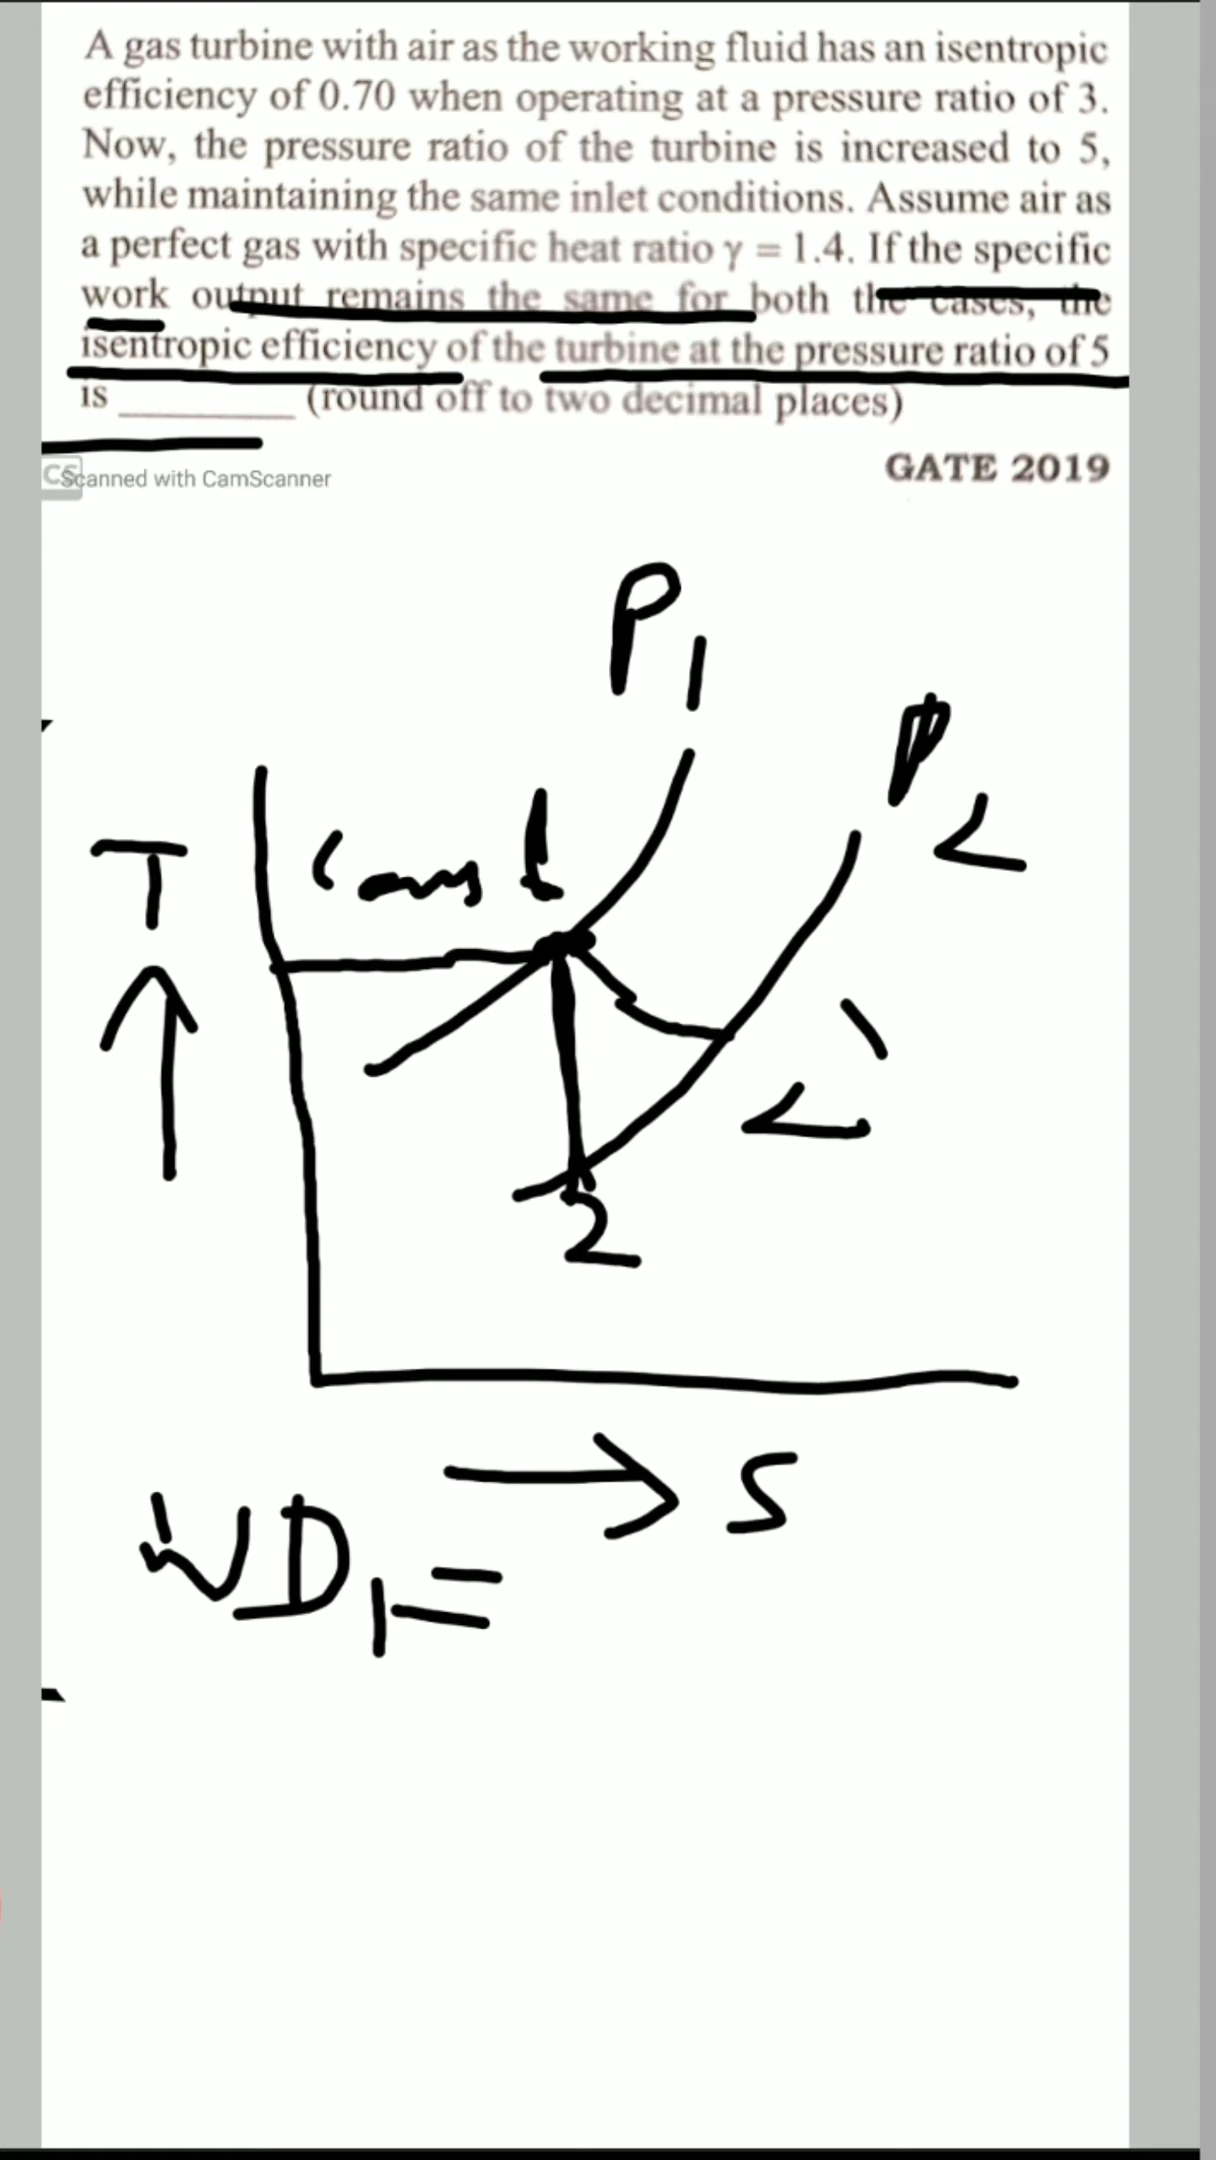 A gas turbine with air as the working fluid has an isentropic
efficiency of 0.70 when operating at a pressure ratio of 3.
Now, the pressure ratio of the turbine is increased to 5,
while maintaining the same inlet conditions. Assume air as
a perfect gas with specific heat ratio γ = 1.4. If the specific
work output remains the same for both the cases, the
isentropic efficiency of the turbine at the pressure ratio of 5
is ________ (round off to two decimal places)
CS Scanned with CamScanner
GATE 2019
P1
P2
T
Const
2'
2
→ S
WD1=